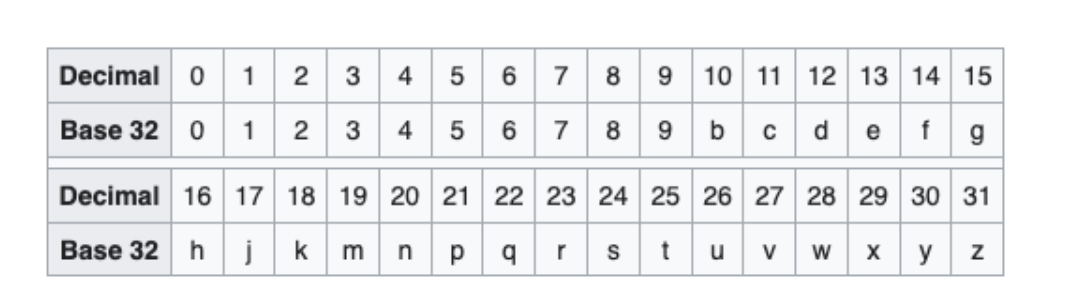 Decimal 0 1 2 3 4 5 6 7 8 9 10 11 12 13 14 15
Base 32 0 1 2 3 4 5 6 7 8 9 b c d e f g
Decimal 16 17 18 19 20 21 22 23 24 25 26 27 28 29 30 31
Base 32 h j k m n p q r s t u v w x y z